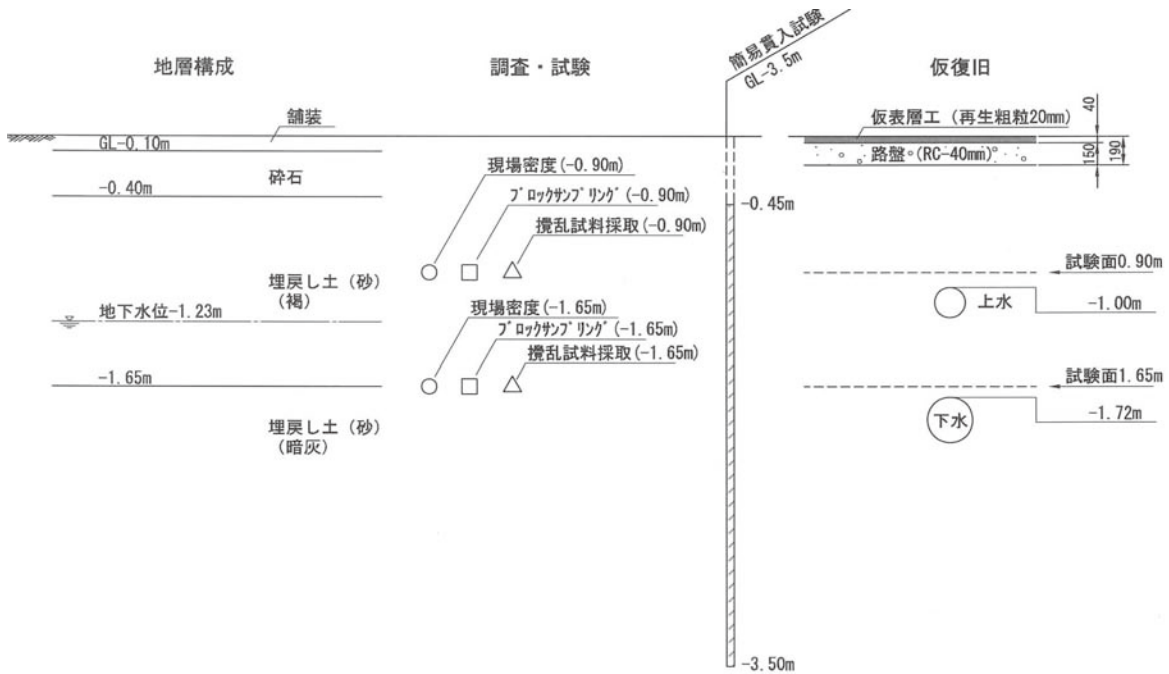 地層構成
舗装
GL-0.10m
砕石
-0.40m
埋戻し土（砂）
（褐）
地下水位-1.23m
-1.65m
埋戻し土（砂）
（暗灰）
調査・試験
現場密度(-0.90m)
ﾌﾞﾛｯｸｻﾝﾌﾟﾘﾝｸﾞ(-0.90m)
攪乱試料採取(-0.90m)
現場密度(-1.65m)
ﾌﾞﾛｯｸｻﾝﾌﾟﾘﾝｸﾞ(-1.65m)
攪乱試料採取(-1.65m)
簡易貫入試験
GL-3.5m
-0.45m
-3.50m
仮復旧
仮表層工（再生粗粒20mm）
路盤（RC-40mm）
40
150
190
試験面0.90m
上水
-1.00m
試験面1.65m
下水
-1.72m